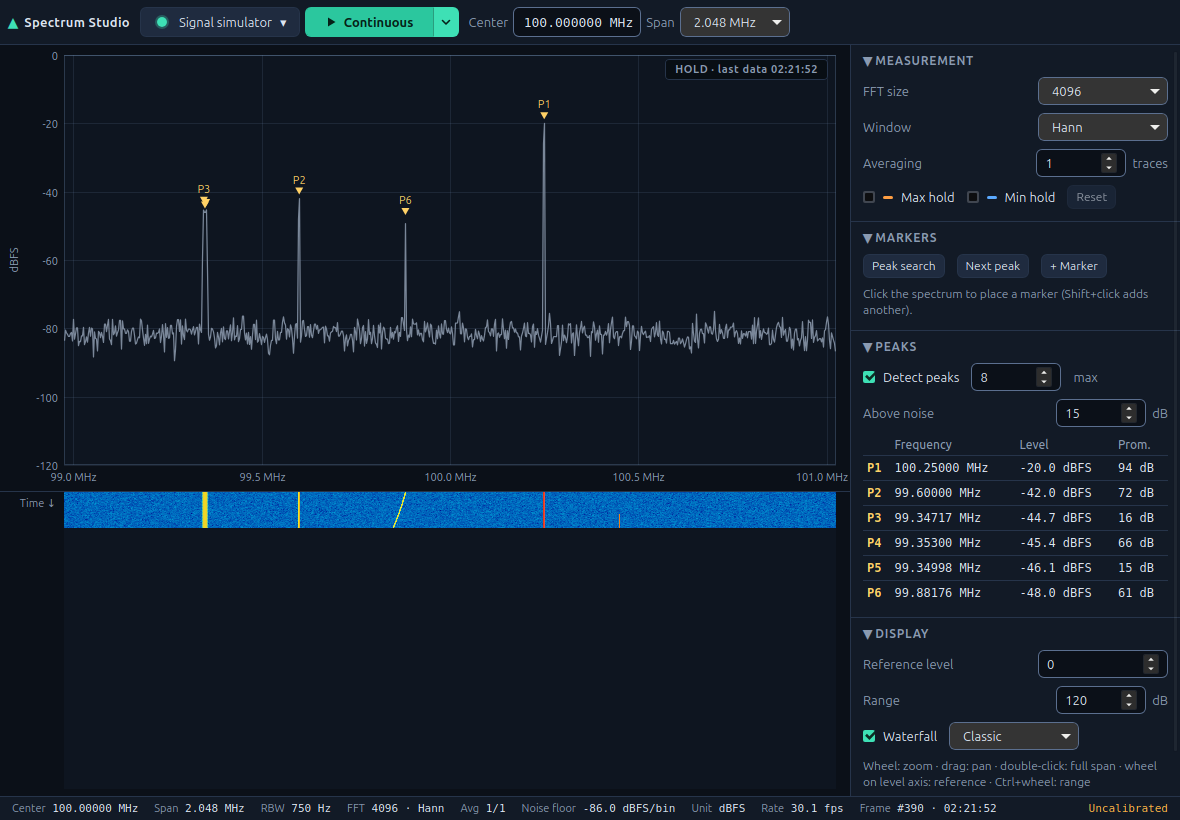 ▲ Spectrum Studio Signal simulator ▾ Continuous Center 100.000000 MHz Span 2.048 MHz
HOLD · last data 02:21:52
0
-20
-40
-60
-80
-100
-120
dBFS
P1
P2
P3
P6
99.0 MHz 99.5 MHz 100.0 MHz 100.5 MHz 101.0 MHz
Time ↓
▼ MEASUREMENT
FFT size 4096
Window Hann
Averaging 1 traces
Max hold Min hold Reset
▼ MARKERS
Peak search Next peak + Marker
Click the spectrum to place a marker (Shift+click adds
another).
▼ PEAKS
Detect peaks 8 max
Above noise 15 dB
Frequency Level Prom.
P1 100.25000 MHz -20.0 dBFS 94 dB
P2 99.60000 MHz -42.0 dBFS 72 dB
P3 99.34717 MHz -44.7 dBFS 16 dB
P4 99.35300 MHz -45.4 dBFS 66 dB
P5 99.34998 MHz -46.1 dBFS 15 dB
P6 99.88176 MHz -48.0 dBFS 61 dB
▼ DISPLAY
Reference level 0
Range 120 dB
Waterfall Classic
Wheel: zoom · drag: pan · double-click: full span · wheel
on level axis: reference · Ctrl+wheel: range
Center 100.00000 MHz Span 2.048 MHz RBW 750 Hz FFT 4096 · Hann Avg 1/1 Noise floor -86.0 dBFS/bin Unit dBFS Rate 30.1 fps Frame #390 · 02:21:52 Uncalibrated